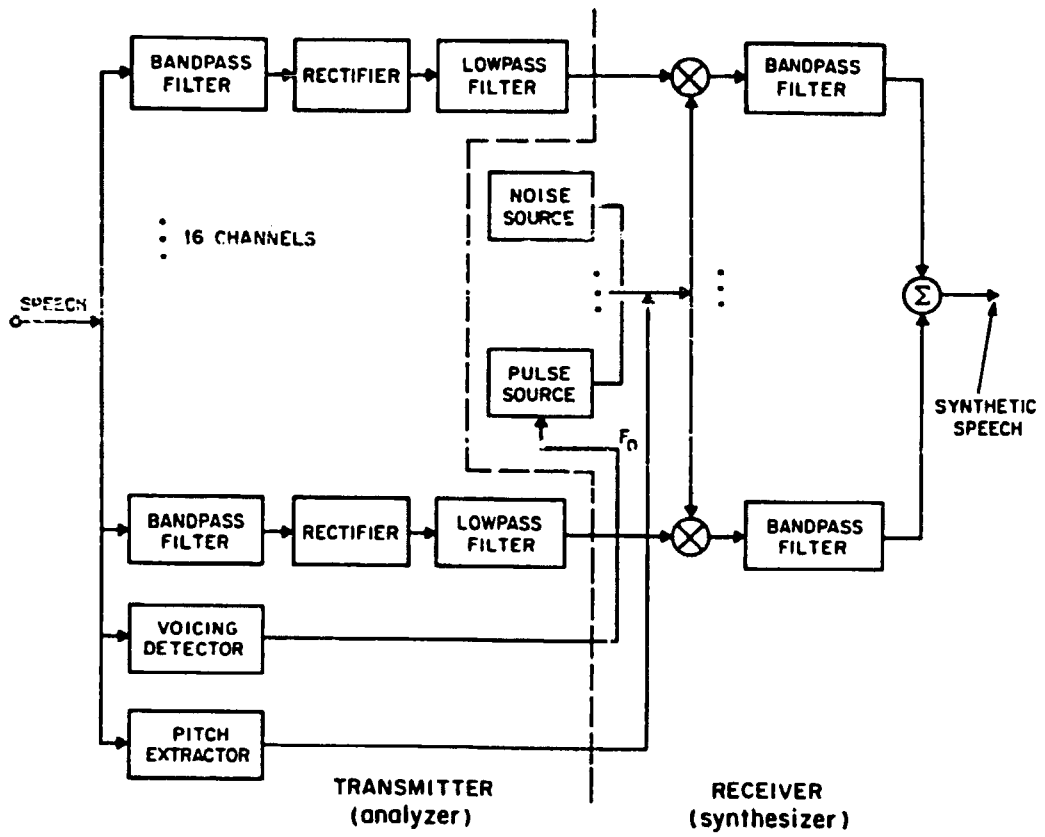 BANDPASS
FILTER
RECTIFIER
LOWPASS
FILTER
BANDPASS
FILTER
NOISE
SOURCE
16 CHANNELS
SPEECH
Σ
PULSE
SOURCE
SYNTHETIC
SPEECH
Fn
BANDPASS
FILTER
RECTIFIER
LOWPASS
FILTER
BANDPASS
FILTER
VOICING
DETECTOR
PITCH
EXTRACTOR
TRANSMITTER
(analyzer)
RECEIVER
(synthesizer)